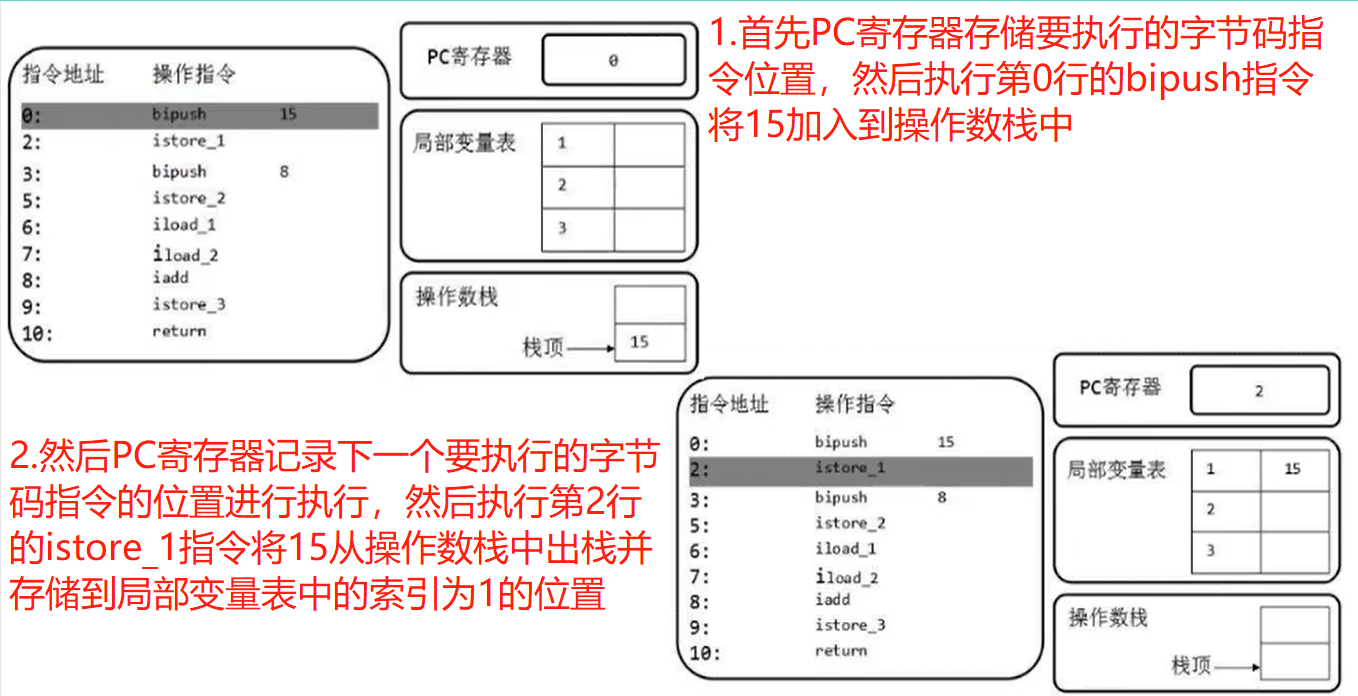 指令地址 操作指令
0: bipush 15
2: istore_1
3: bipush 8
5: istore_2
6: iload_1
7: iload_2
8: iadd
9: istore_3
10: return
PC寄存器 0
局部变量表 1
2
3
操作数栈
栈顶 15
1.首先PC寄存器存储要执行的字节码指
令位置，然后执行第0行的bipush指令
将15加入到操作数栈中
2.然后PC寄存器记录下一个要执行的字节
码指令的位置进行执行，然后执行第2行
的istore_1指令将15从操作数栈中出栈并
存储到局部变量表中的索引为1的位置
指令地址 操作指令
0: bipush 15
2: istore_1
3: bipush 8
5: istore_2
6: iload_1
7: iload_2
8: iadd
9: istore_3
10: return
PC寄存器 2
局部变量表 1 15
2
3
操作数栈
栈顶